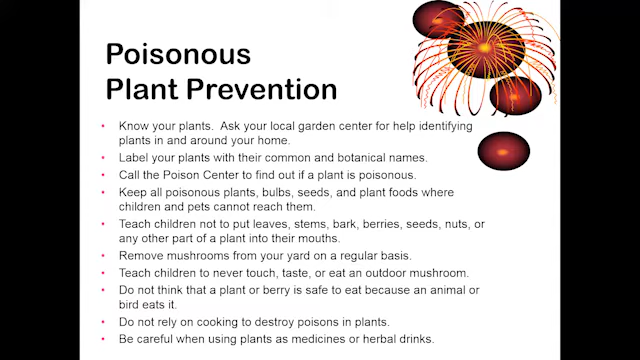 Poisonous
Plant Prevention
• Know your plants.  Ask your local garden center for help identifying
plants in and around your home.
• Label your plants with their common and botanical names.
• Call the Poison Center to find out if a plant is poisonous.
• Keep all poisonous plants, bulbs, seeds, and plant foods where
children and pets cannot reach them.
• Teach children not to put leaves, stems, bark, berries, seeds, nuts, or
any other part of a plant into their mouths.
• Remove mushrooms from your yard on a regular basis.
• Teach children to never touch, taste, or eat an outdoor mushroom.
• Do not think that a plant or berry is safe to eat because an animal or
bird eats it.
• Do not rely on cooking to destroy poisons in plants.
• Be careful when using plants as medicines or herbal drinks.